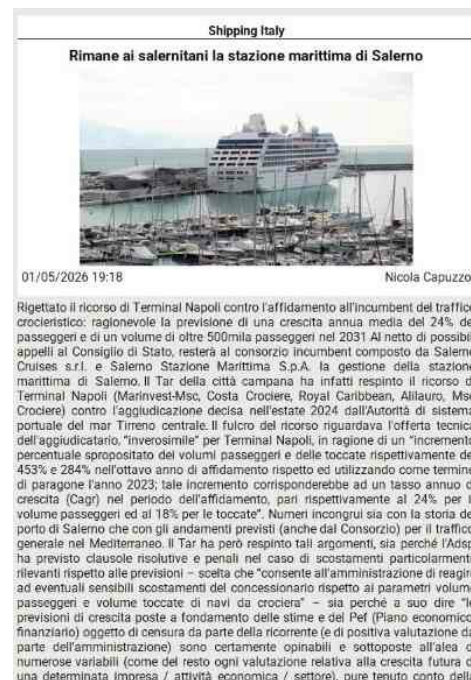 Shipping Italy
Rimane ai salernitani la stazione marittima di Salerno
01/05/2026 19:18
Nicola Capuzzo
Rigettato il ricorso di Terminal Napoli contro l'affidamento all'incumbent del traffico
crocieristico: ragionevole la previsione di una crescita annua media del 24% de
passeggeri e di un volume di oltre 500mila passeggeri nel 2031 Al netto di possibil
appelli al Consiglio di Stato, resterà al consorzio incumbent composto da Salerno
Cruises s.r.l. e Salerno Stazione Marittima S.p.A. la gestione della stazione
marittima di Salerno. Il Tar della città campana ha infatti respinto il ricorso d
Terminal Napoli (Marinvest-Msc, Costa Crociere, Royal Caribbean, Alilauro, Msc
Crociere) contro l'aggiudicazione decisa nell'estate 2024 dall'Autorità di sistema
portuale del mar Tirreno centrale. Il fulcro del ricorso riguardava l'offerta tecnica
dell'aggiudicatario, "inverosimile" per Terminal Napoli, in ragione di un "incremento
percentuale spropositato dei volumi passeggeri e delle toccate rispettivamente del
453% e 284% nell'ottavo anno di affidamento rispetto ed utilizzando come termine
di paragone l'anno 2023; tale incremento corrisponderebbe ad un tasso annuo d
crescita (Cagr) nel periodo dell'affidamento, pari rispettivamente al 24% per i
volume passeggeri ed al 18% per le toccate". Numeri incongrui sia con la storia de
porto di Salerno che con gli andamenti previsti (anche dal Consorzio) per il traffico
generale nel Mediterraneo. Il Tar ha però respinto tali argomenti, sia perché l'Adsp
ha previsto clausole risolutive e penali nel caso di scostamenti particolarmente
rilevanti rispetto alle previsioni – scelta che "consente all'amministrazione di reagire
ad eventuali sensibili scostamenti del concessionario rispetto ai parametri volume
passeggeri e volume toccate di navi da crociera" – sia perché a suo dire "le
previsioni di crescita poste a fondamento delle stime e del Pef (Piano economico
finanziario) oggetto di censura da parte della ricorrente (e di positiva valutazione da
parte dell'amministrazione) sono certamente opinabili e sottoposte all'alea d
numerose variabili (come del resto ogni valutazione relativa alla crescita futura d
una determinata impresa / attività economica / settore), pure tenuto conto dell